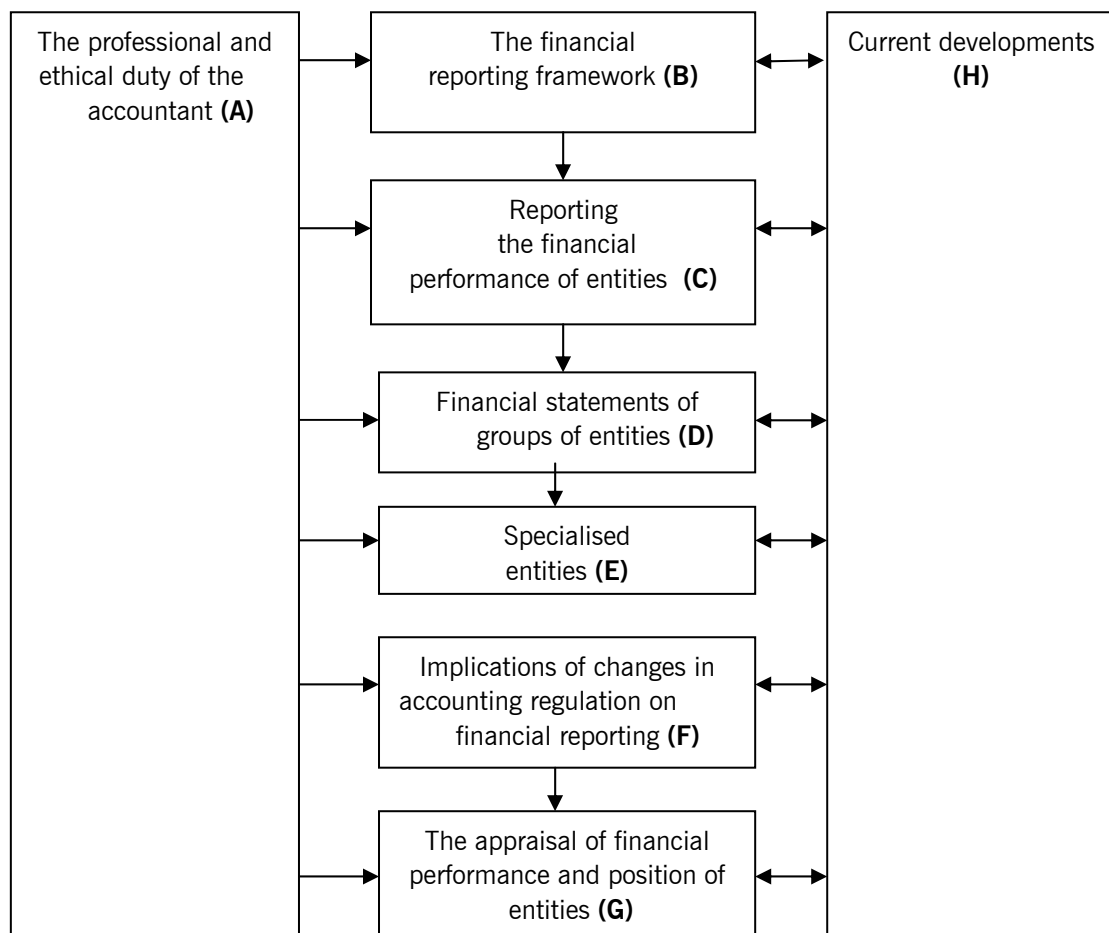 The professional and
ethical duty of the
accountant (A)
The financial
reporting framework (B)
Current developments
(H)
Reporting
the financial
performance of entities (C)
Financial statements of
groups of entities (D)
Specialised
entities (E)
Implications of changes in
accounting regulation on
financial reporting (F)
The appraisal of financial
performance and position of
entities (G)